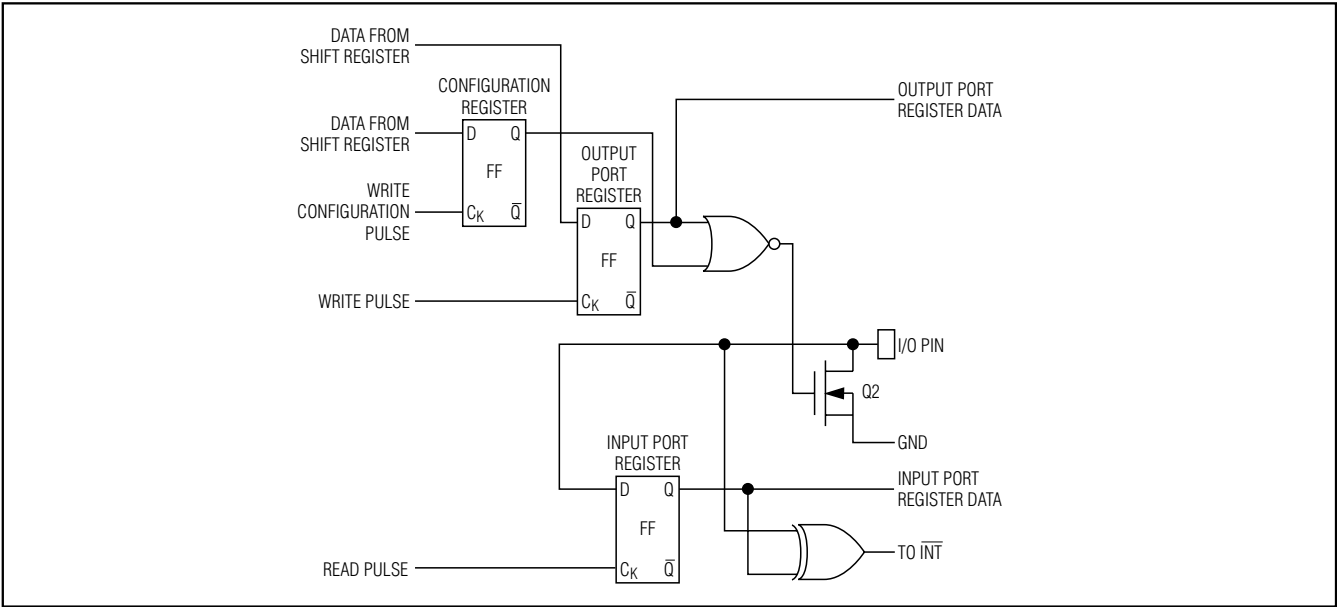 DATA FROM
SHIFT REGISTER
CONFIGURATION
REGISTER
DATA FROM
SHIFT REGISTER
D Q
FF
WRITE
CONFIGURATION
PULSE
CK Q̅
OUTPUT
PORT
REGISTER
D Q
FF
WRITE PULSE
CK Q̅
OUTPUT PORT
REGISTER DATA
I/O PIN
Q2
GND
INPUT PORT
REGISTER
D Q
FF
READ PULSE
CK Q̅
INPUT PORT
REGISTER DATA
TO I̅N̅T̅